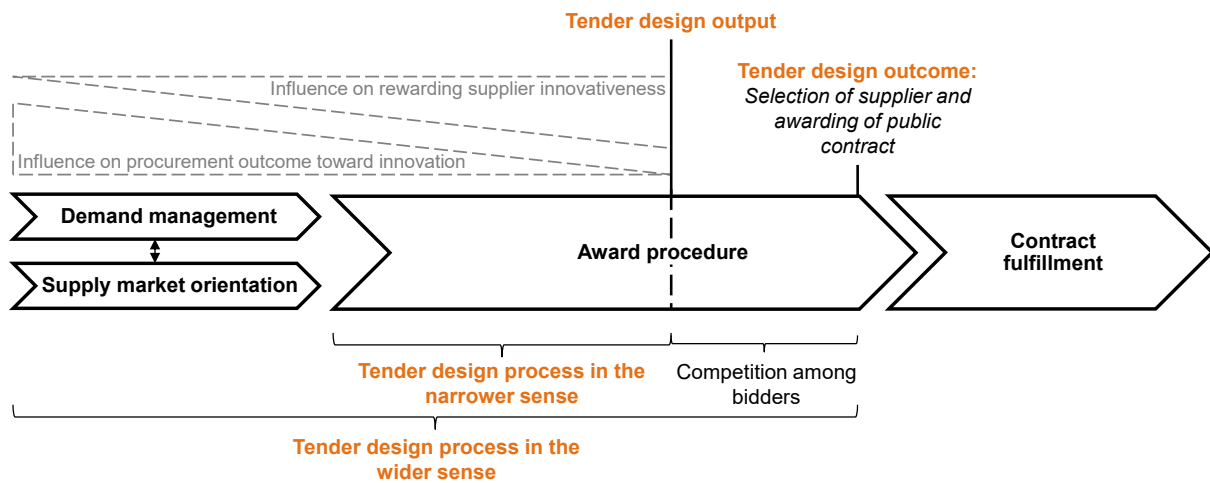 Tender design output
Tender design outcome:
Selection of supplier and
awarding of public
contract
Influence on rewarding supplier innovativeness
Influence on procurement outcome toward innovation
Demand management
Supply market orientation
Award procedure
Contract
fulfillment
Tender design process in the
narrower sense
Competition among
bidders
Tender design process in the
wider sense